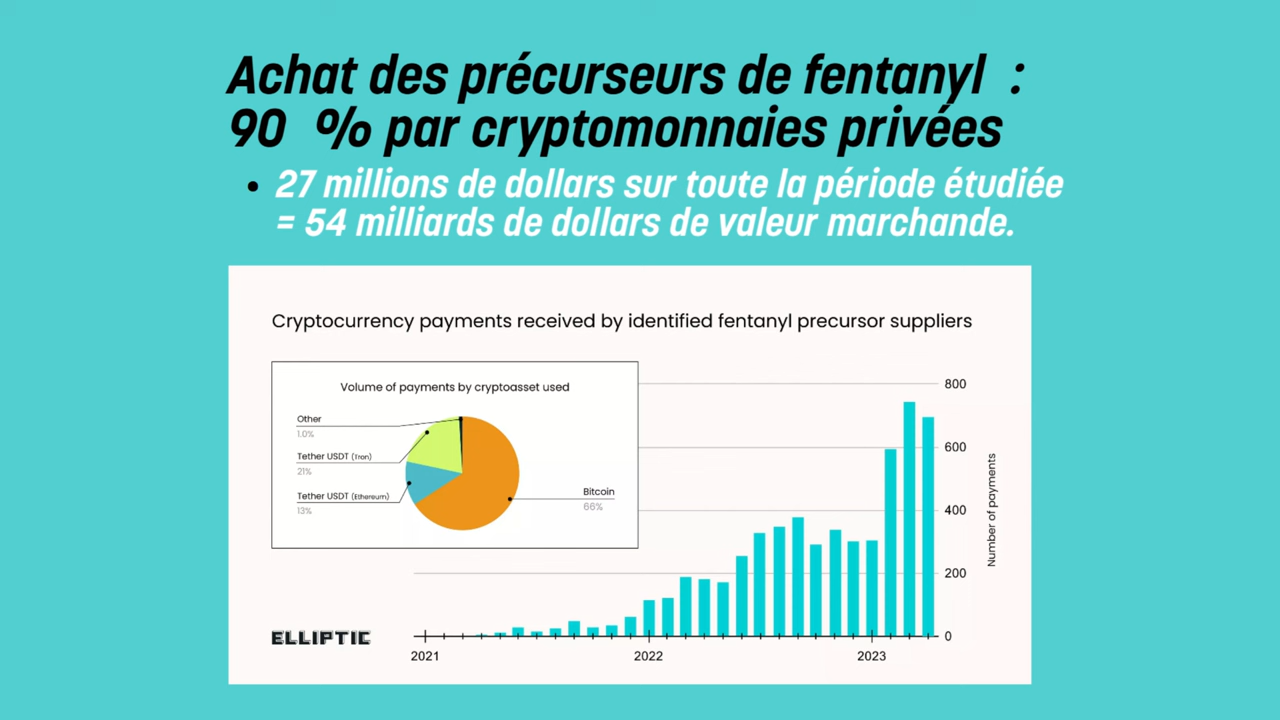 Achat des précurseurs de fentanyl :
90 % par cryptomonnaies privées
• 27 millions de dollars sur toute la période étudiée
= 54 milliards de dollars de valeur marchande.
Cryptocurrency payments received by identified fentanyl precursor suppliers
Volume of payments by cryptoasset used
Other
1.0%
Tether USDT (Tron)
21%
Tether USDT (Ethereum)
13%
Bitcoin
66%
800
600
400
200
0
Number of payments
2021
2022
2023
ELLIPTIC